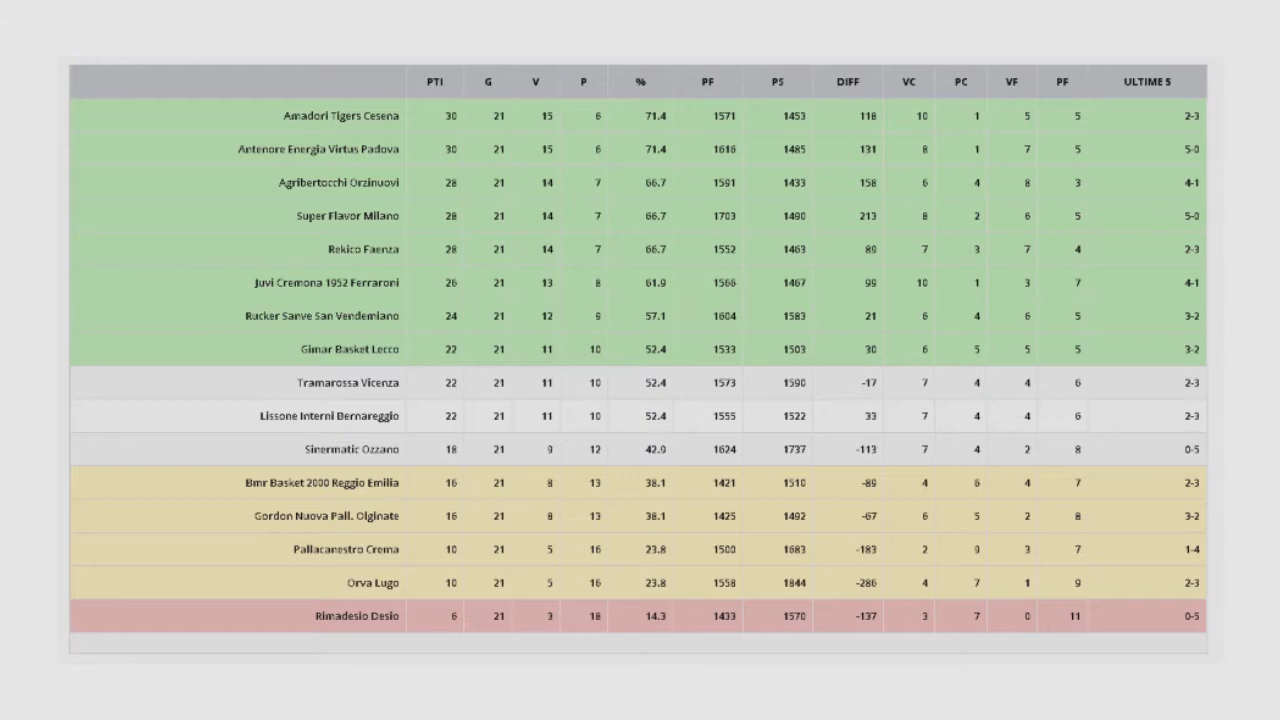 PTI G V P % PF PS DIFF VC PC VF PF ULTIME 5
Amadori Tigers Cesena 30 21 15 6 71.4 1571 1453 118 10 1 5 5 2-3
Antenore Energia Virtus Padova 30 21 15 6 71.4 1616 1485 131 8 1 7 5 5-0
Agribertocchi Orzinuovi 28 21 14 7 66.7 1591 1433 158 6 4 8 3 4-1
Super Flavor Milano 28 21 14 7 66.7 1703 1490 213 8 2 6 5 5-0
Rekico Faenza 28 21 14 7 66.7 1552 1463 89 7 3 7 4 2-3
Juvi Cremona 1952 Ferraroni 26 21 13 8 61.9 1566 1467 99 10 1 3 7 4-1
Rucker Sanve San Vendemiano 24 21 12 9 57.1 1604 1583 21 6 4 6 5 3-2
Gimar Basket Lecco 22 21 11 10 52.4 1533 1503 30 6 5 5 5 3-2
Tramarossa Vicenza 22 21 11 10 52.4 1573 1590 -17 7 4 4 6 2-3
Lissone Interni Bernareggio 22 21 11 10 52.4 1555 1522 33 7 4 4 6 2-3
Sinermatic Ozzano 18 21 9 12 42.9 1624 1737 -113 7 4 2 8 0-5
Bmr Basket 2000 Reggio Emilia 16 21 8 13 38.1 1421 1510 -89 4 6 4 7 2-3
Gordon Nuova Pall. Olginate 16 21 8 13 38.1 1425 1492 -67 6 5 2 8 3-2
Pallacanestro Crema 10 21 5 16 23.8 1500 1683 -183 2 9 3 7 1-4
Orva Lugo 10 21 5 16 23.8 1558 1844 -286 4 7 1 9 2-3
Rimadesio Desio 6 21 3 18 14.3 1433 1570 -137 3 7 0 11 0-5